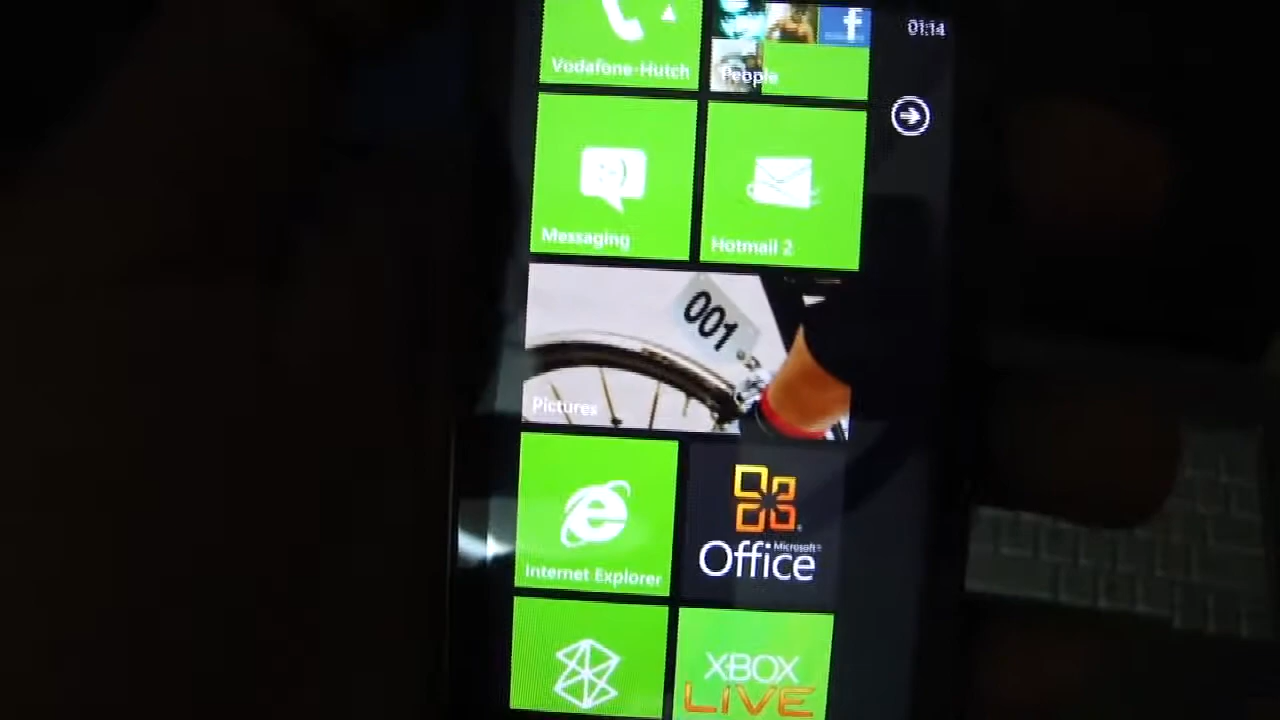 01:14
Vodafone-Hutch
People
Messaging
Hotmail 2
001
Pictures
Microsoft®
Office
Internet Explorer
XBOX
LIVE